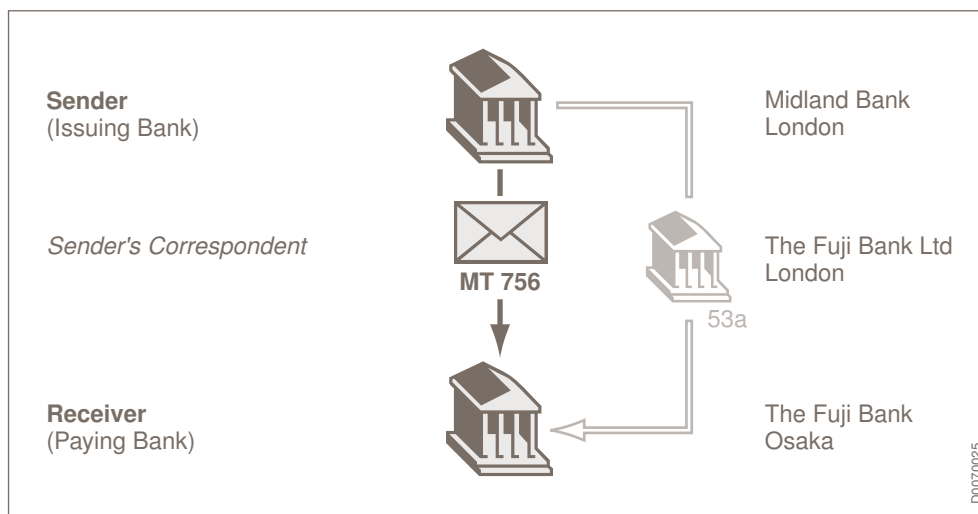 Sender
(Issuing Bank)
Midland Bank
London
Sender's Correspondent
MT 756
The Fuji Bank Ltd
London
53a
Receiver
(Paying Bank)
The Fuji Bank
Osaka
D0070025